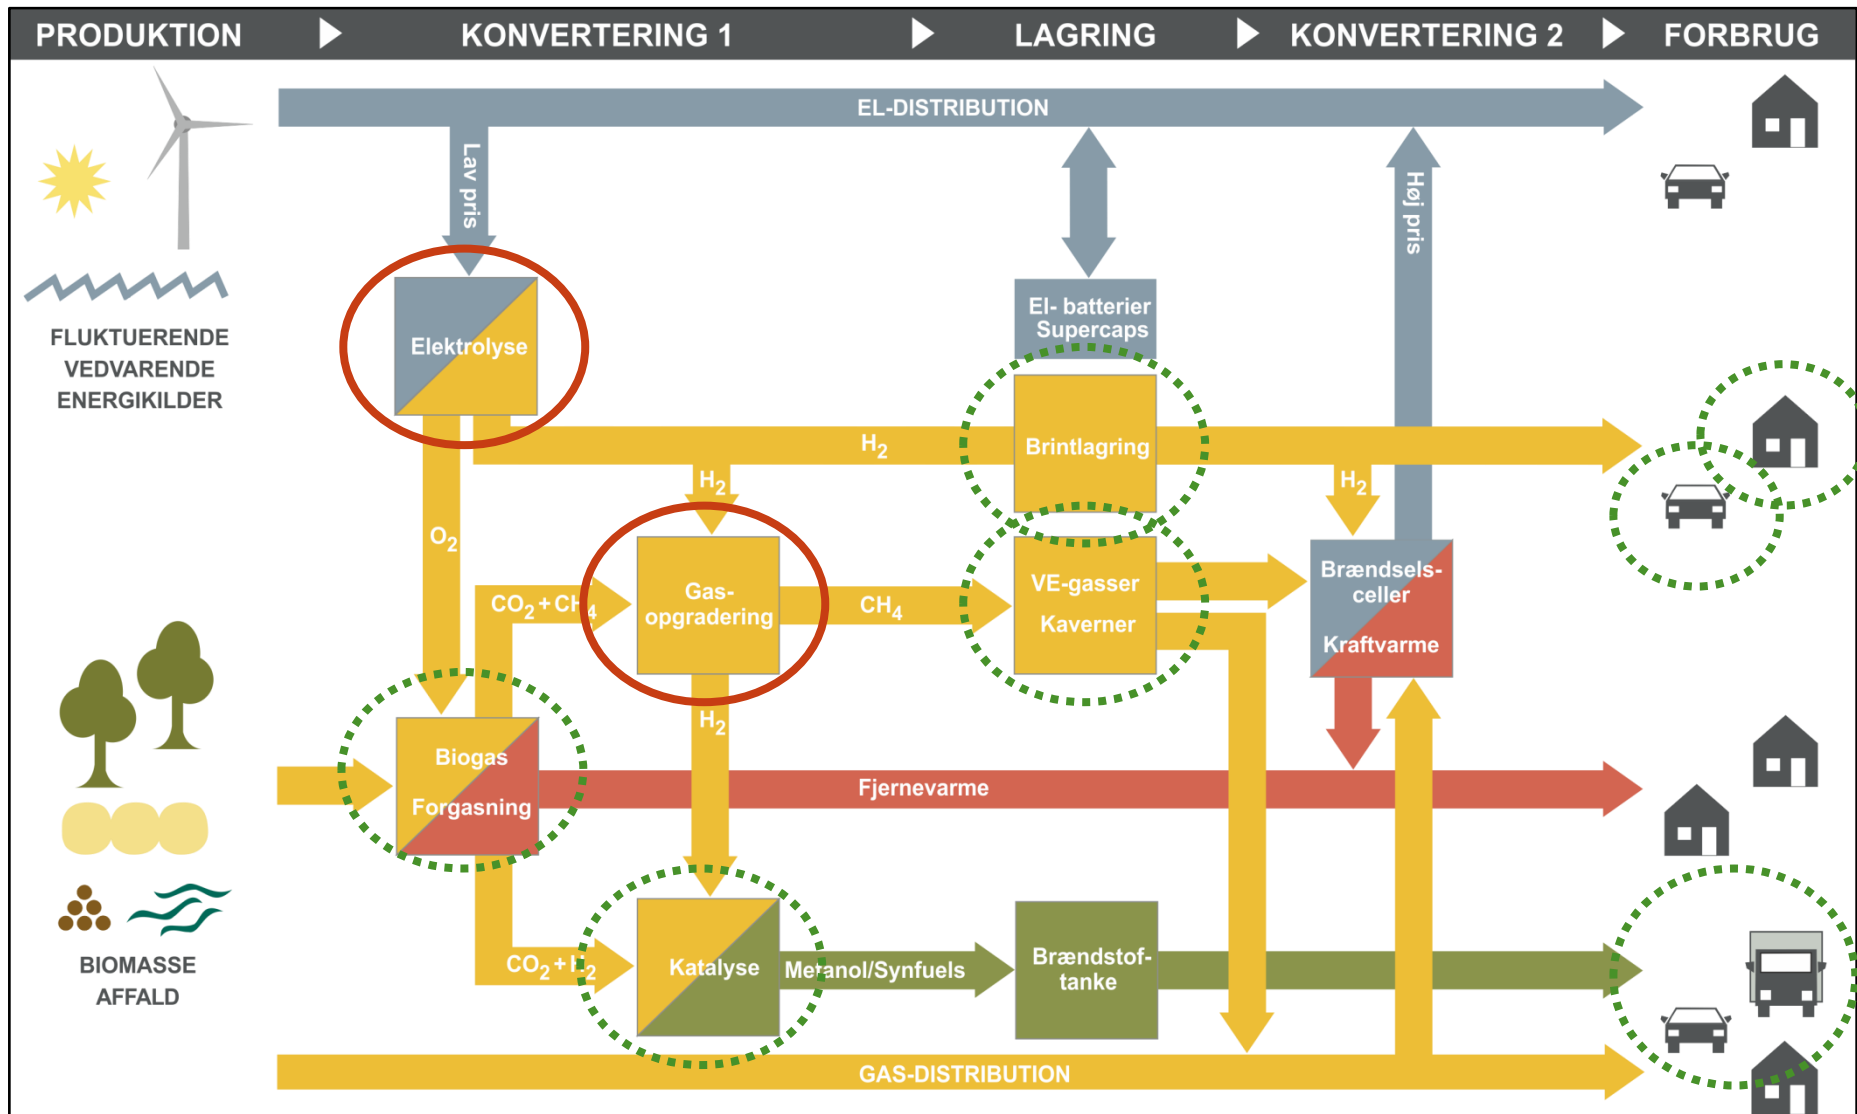 PRODUKTION
KONVERTERING 1
LAGRING
KONVERTERING 2
FORBRUG
EL-DISTRIBUTION
Lav pris
Høj pris
El- batterier
Supercaps
FLUKTUERENDE
VEDVARENDE
ENERGIKILDER
Elektrolyse
H2
Brintlagring
H2
H2
O2
CO2 + CH4
Gas-
opgradering
CH4
VE-gasser
Kaverner
Brændsels-
celler
Kraftvarme
H2
Biogas
Forgasning
Fjernevarme
BIOMASSE
AFFALD
CO2 + H2
Katalyse
Metanol/Synfuels
Brændstof-
tanke
GAS-DISTRIBUTION